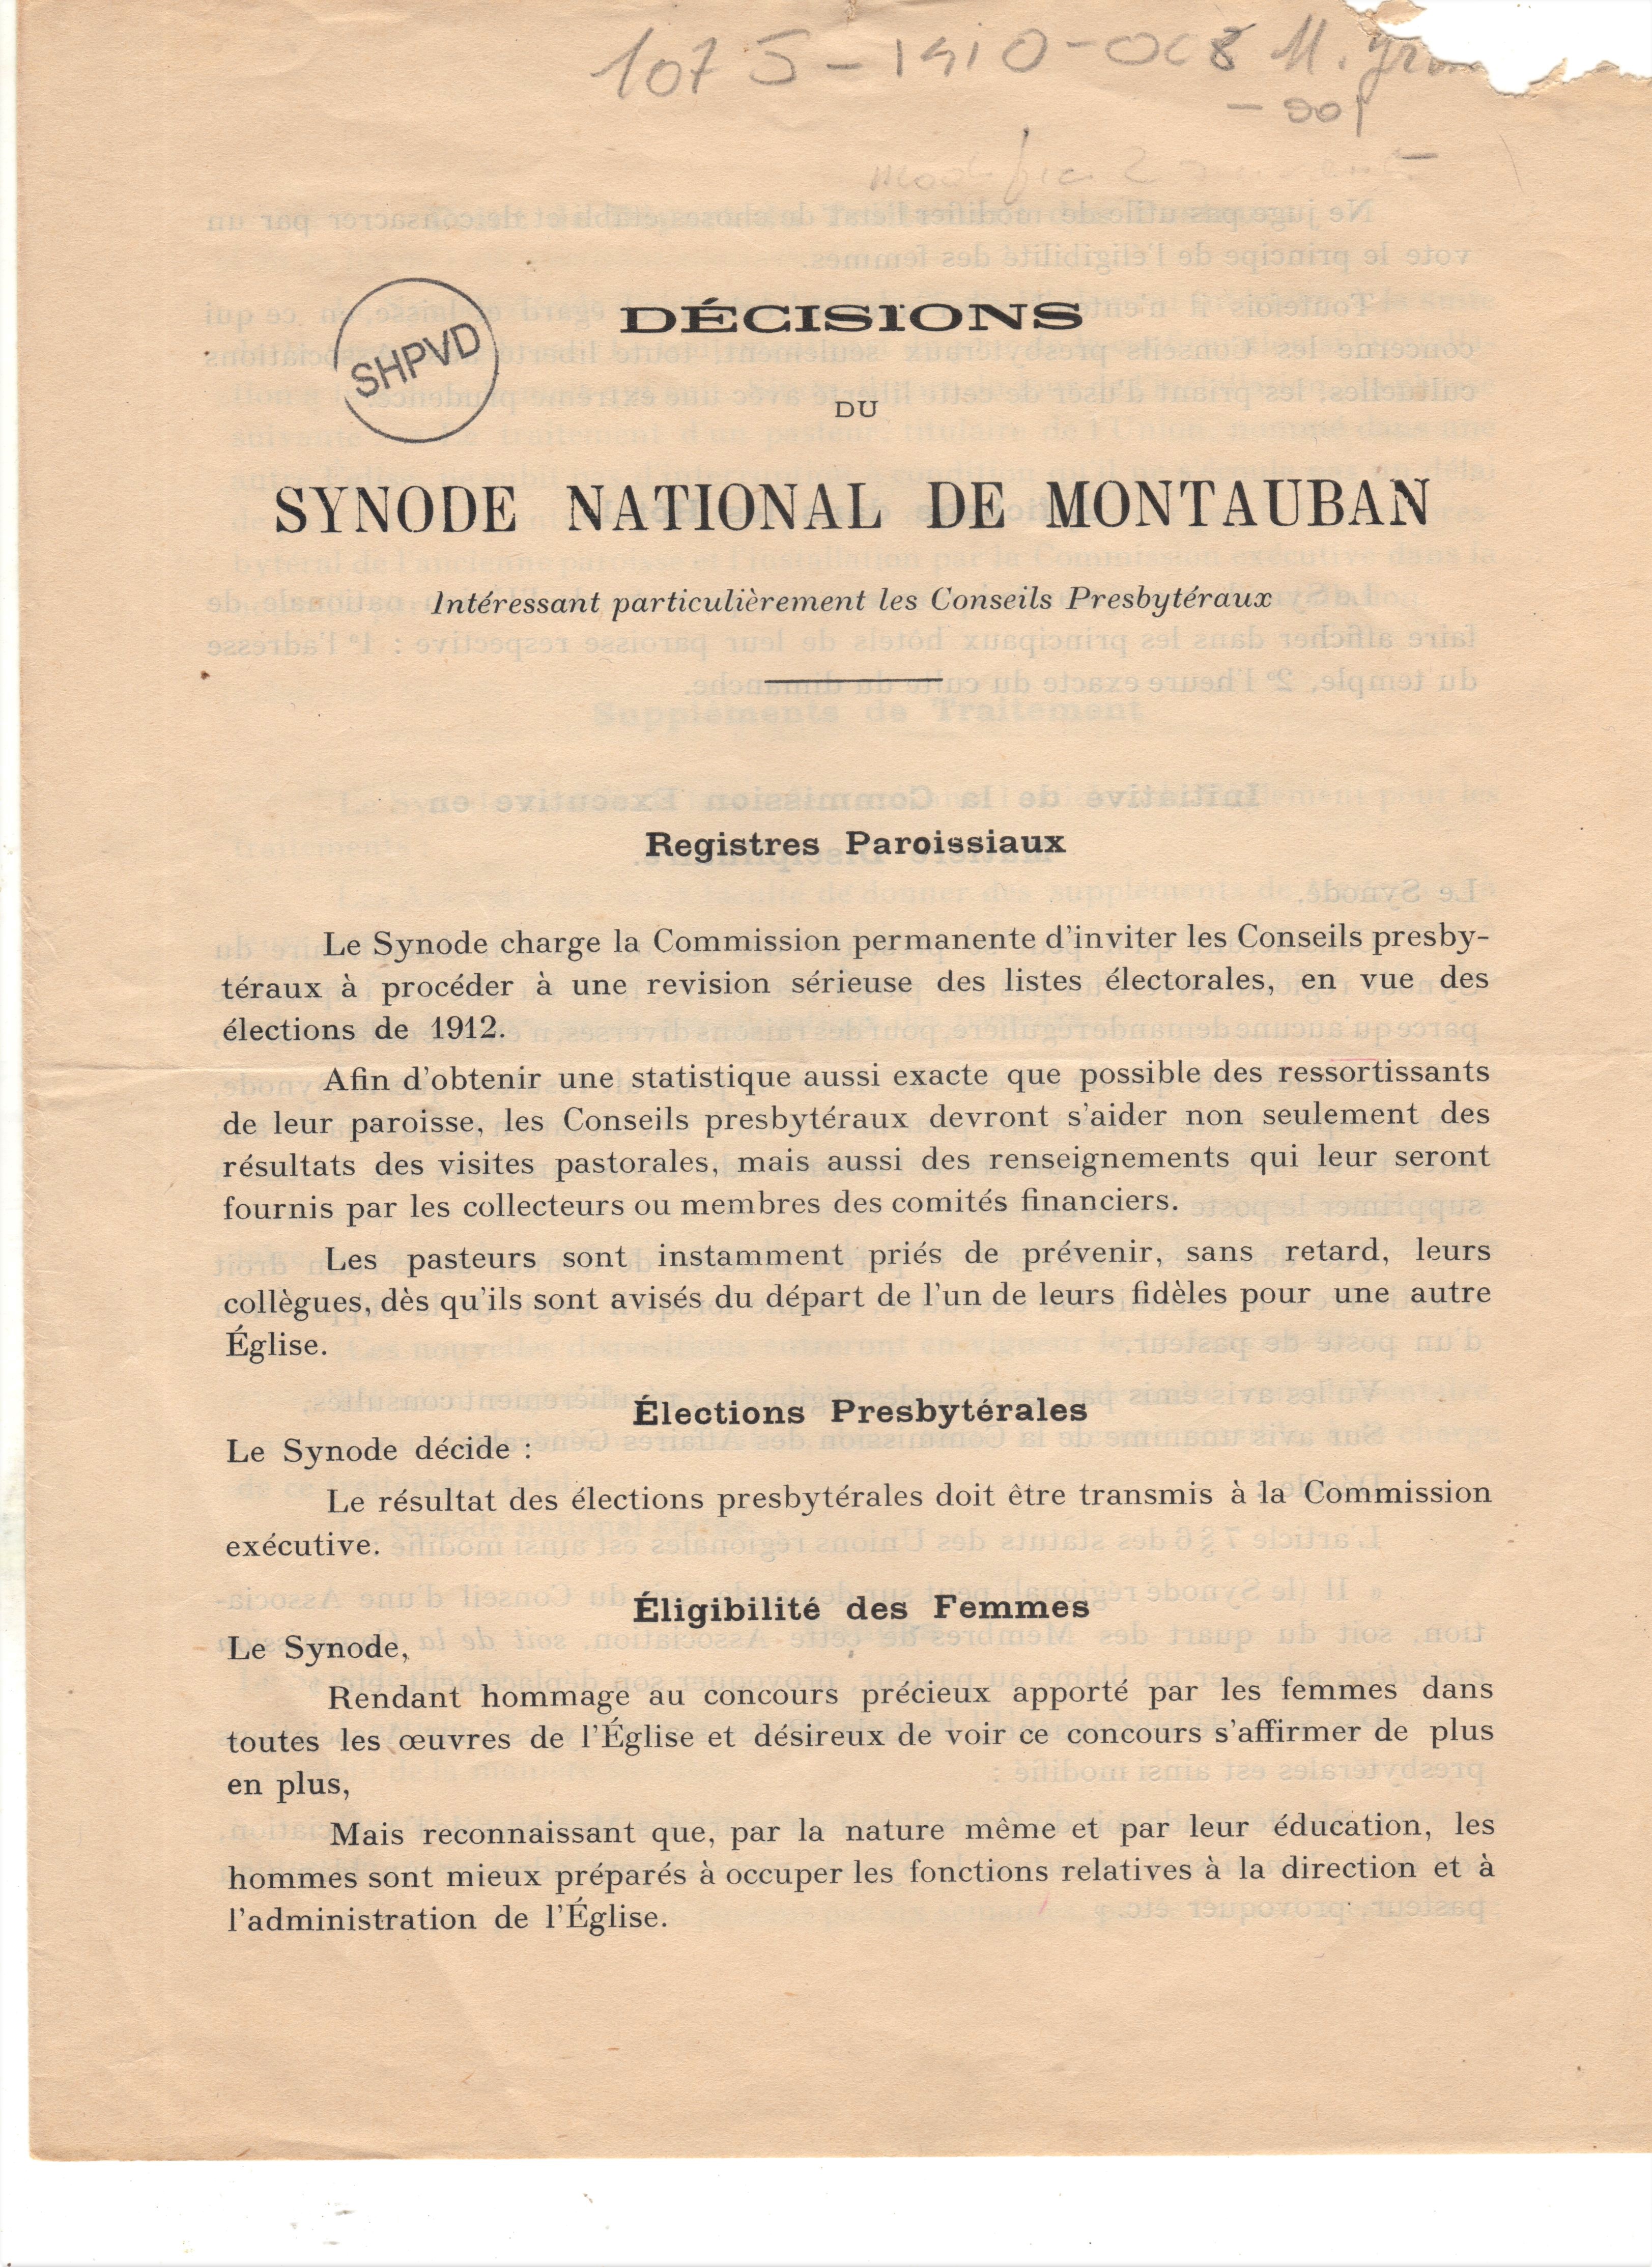 107 S - 1910 - 008 M.
- 001
SHPVD
DÉCISIONS
DU
SYNODE NATIONAL DE MONTAUBAN
Intéressant particulièrement les Conseils Presbytéraux
Registres Paroissiaux
Le Synode charge la Commission permanente d'inviter les Conseils presby-
téraux à procéder à une revision sérieuse des listes électorales, en vue des
élections de 1912.
Afin d'obtenir une statistique aussi exacte que possible des ressortissants
de leur paroisse, les Conseils presbytéraux devront s'aider non seulement des
résultats des visites pastorales, mais aussi des renseignements qui leur seront
fournis par les collecteurs ou membres des comités financiers.
Les pasteurs sont instamment priés de prévenir, sans retard, leurs
collègues, dès qu'ils sont avisés du départ de l'un de leurs fidèles pour une autre
Église.
Élections Presbytérales
Le Synode décide :
Le résultat des élections presbytérales doit être transmis à la Commission
exécutive.
Éligibilité des Femmes
Le Synode,
Rendant hommage au concours précieux apporté par les femmes dans
toutes les œuvres de l'Église et désireux de voir ce concours s'affirmer de plus
en plus,
Mais reconnaissant que, par la nature même et par leur éducation, les
hommes sont mieux préparés à occuper les fonctions relatives à la direction et à
l'administration de l'Église.